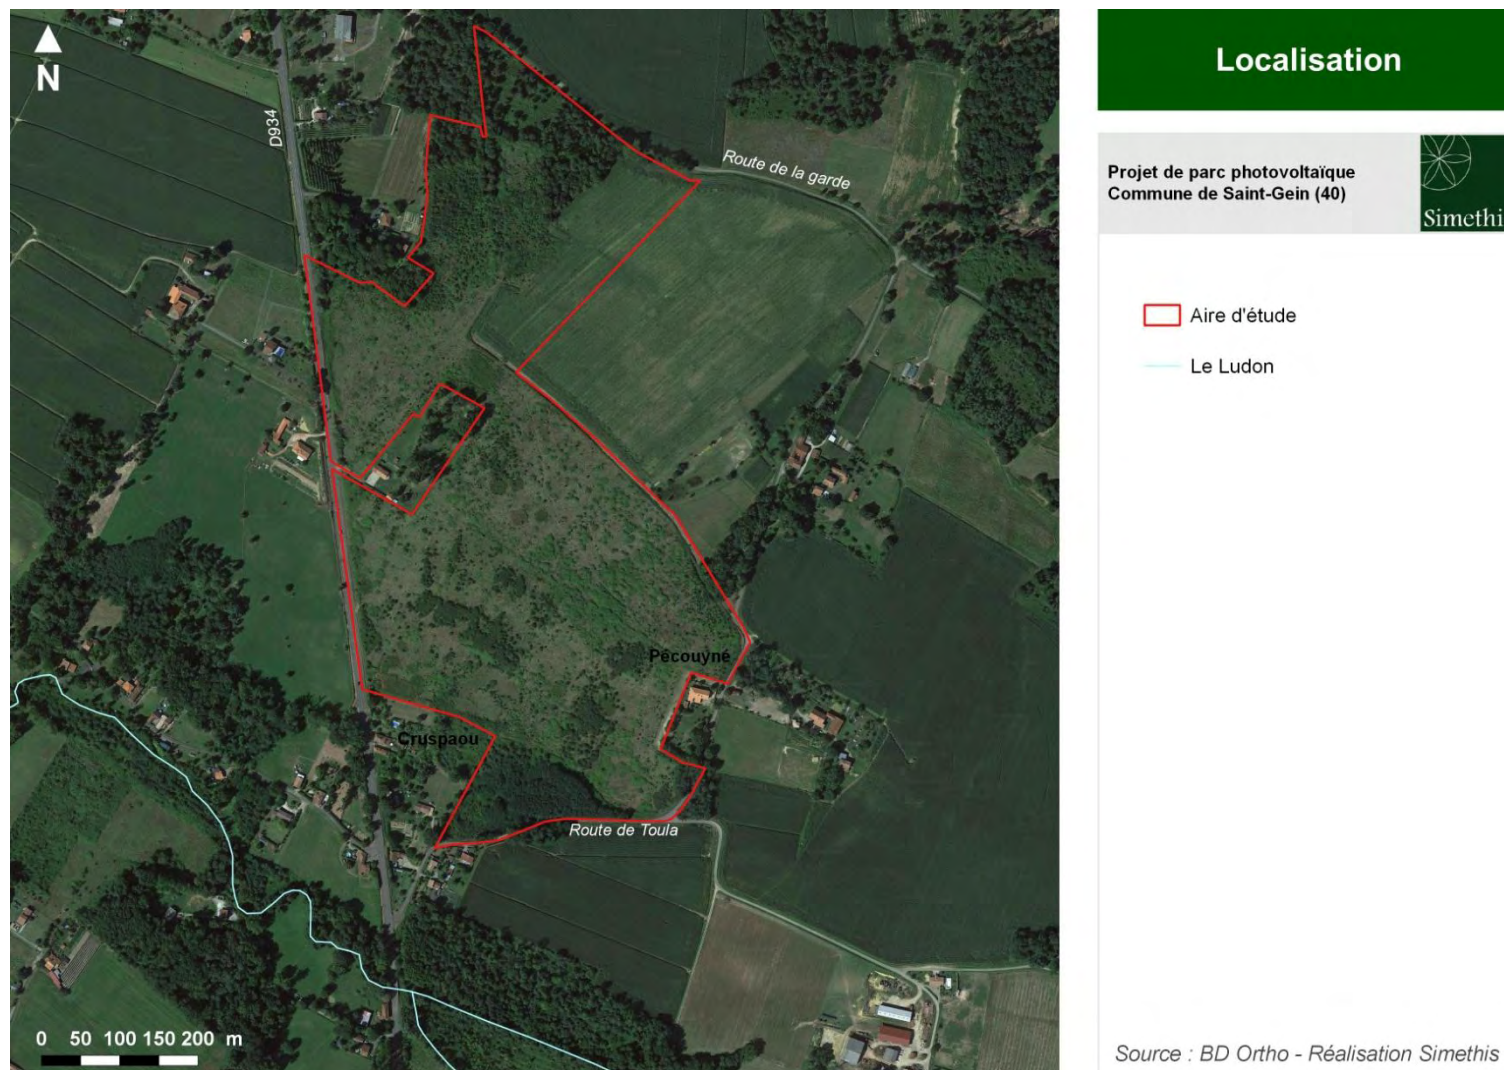 N
D934
Route de la garde
Pécouyné
Cruspaou
Route de Toula
0 50 100 150 200 m
Localisation
Projet de parc photovoltaïque
Commune de Saint-Gein (40)
Simethi
Aire d'étude
Le Ludon
Source : BD Ortho - Réalisation Simethis